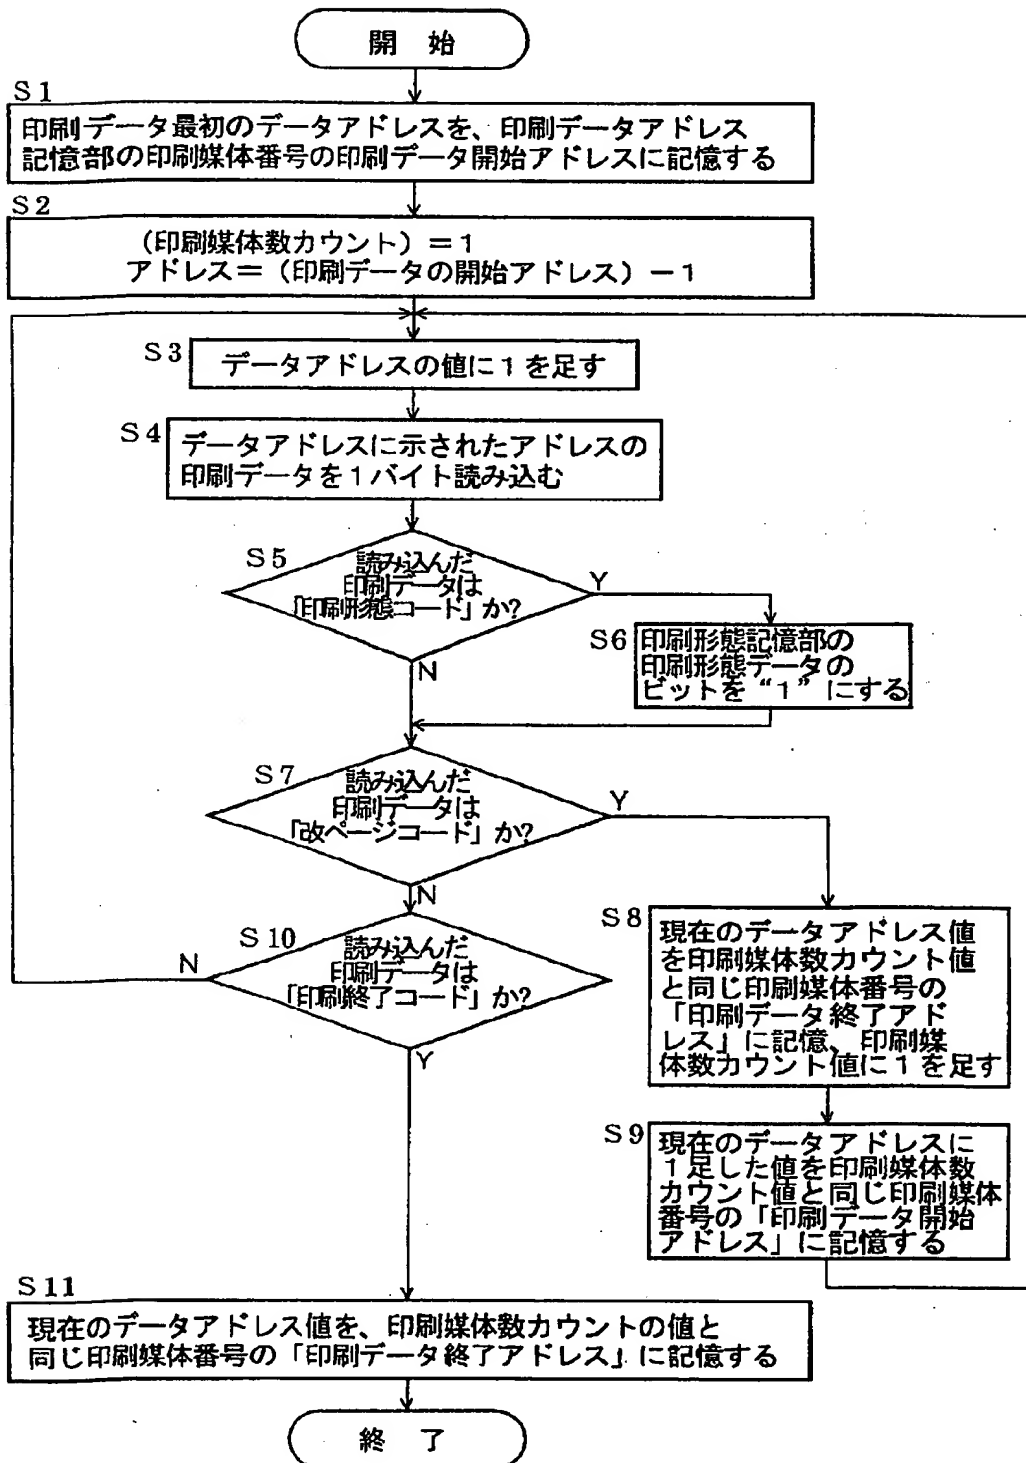 開 始
S1
印刷データ最初のデータアドレスを、印刷データアドレス
記憶部の印刷媒体番号の印刷データ開始アドレスに記憶する
S2
(印刷媒体数カウント)=1
アドレス=(印刷データの開始アドレス)-1
S3
データアドレスの値に1を足す
S4
データアドレスに示されたアドレスの
印刷データを1バイト読み込む
S5
読み込んだ
印刷データは
「印刷形態コード」か?
Y
N
S6
印刷形態記憶部の
印刷形態データの
ビットを“1”にする
S7
読み込んだ
印刷データは
「改ページコード」か?
Y
N
S8
現在のデータアドレス値
を印刷媒体数カウント値
と同じ印刷媒体番号の
「印刷データ終了アド
レス」に記憶、印刷媒
体数カウント値に1を足す
S9
現在のデータアドレスに
1足した値を印刷媒体数
カウント値と同じ印刷媒体
番号の「印刷データ開始
アドレス」に記憶する
S10
読み込んだ
印刷データは
「印刷終了コード」か?
N
Y
S11
現在のデータアドレス値を、印刷媒体数カウントの値と
同じ印刷媒体番号の「印刷データ終了アドレス」に記憶する
終 了